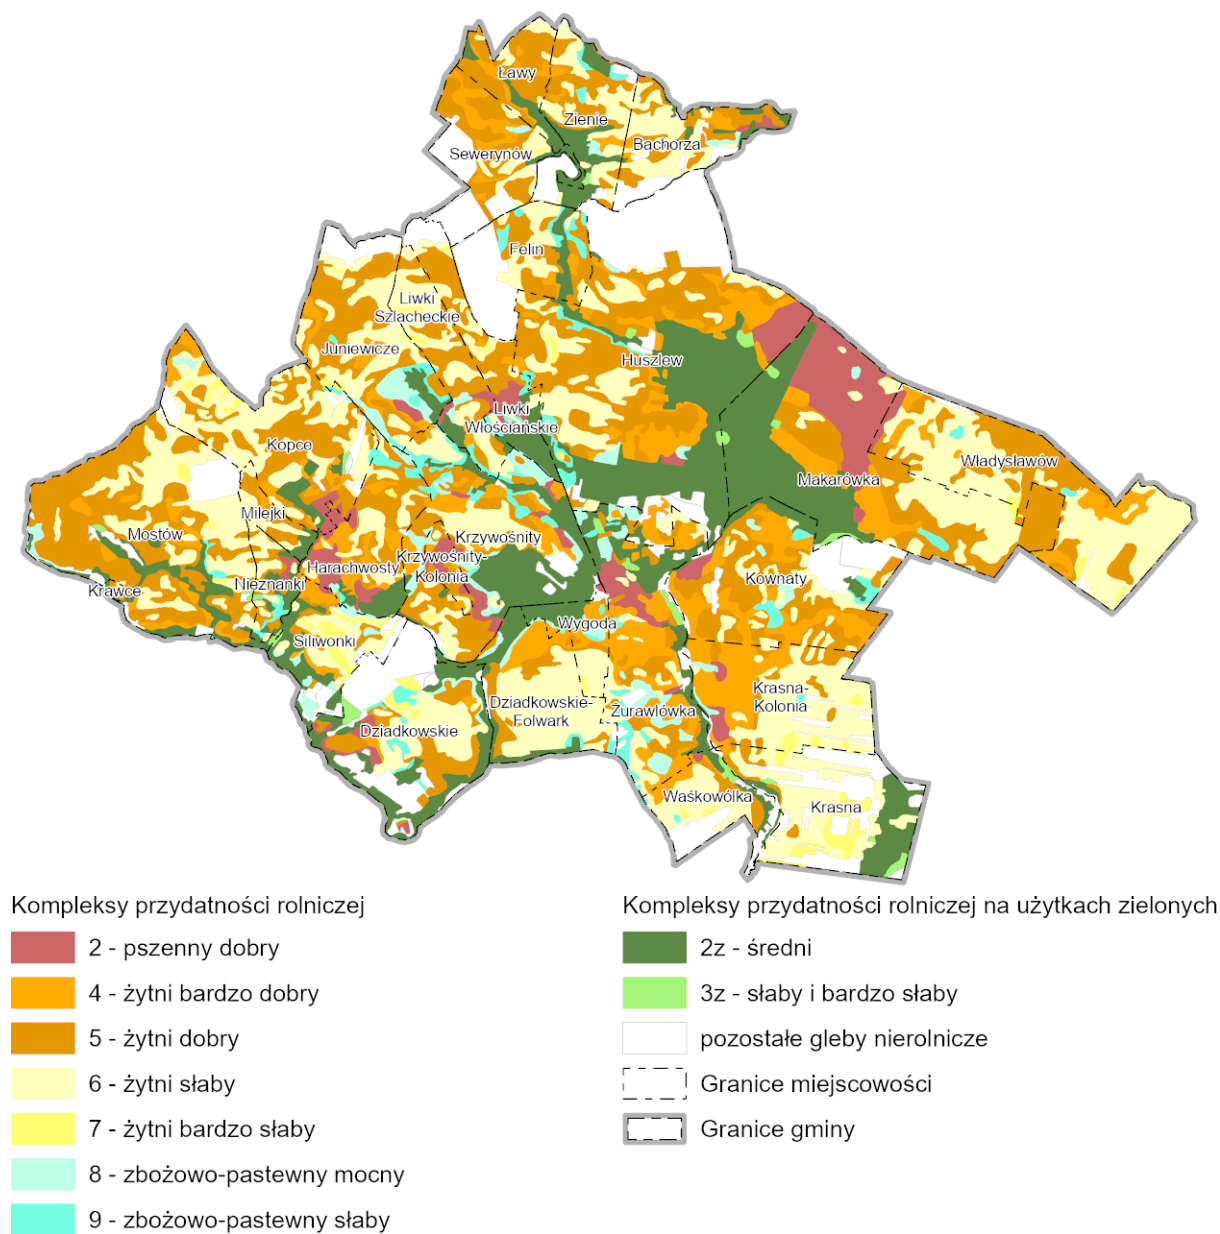 Ławy
Zienie
Bachorza
Sewerynów
Felin
Liwki
Szlacheckie
Juniewicze
Huszlew
Liwki
Włościańskie
Kopce
Władysławów
Makarówka
Milejki
Mostów
Krzywośnity
Krzywośnity-
Kolonia
Harachwosty
Nieznanki
Krawce
Kownaty
Wygoda
Siliwonki
Krasna-
Kolonia
Dziadkowskie-
Folwark
Żurawlówka
Dziadkowskie
Waśkowólka
Krasna
Kompleksy przydatności rolniczej
2 - pszenny dobry
4 - żytni bardzo dobry
5 - żytni dobry
6 - żytni słaby
7 - żytni bardzo słaby
8 - zbożowo-pastewny mocny
9 - zbożowo-pastewny słaby
Kompleksy przydatności rolniczej na użytkach zielonych
2z - średni
3z - słaby i bardzo słaby
pozostałe gleby nierolnicze
Granice miejscowości
Granice gminy